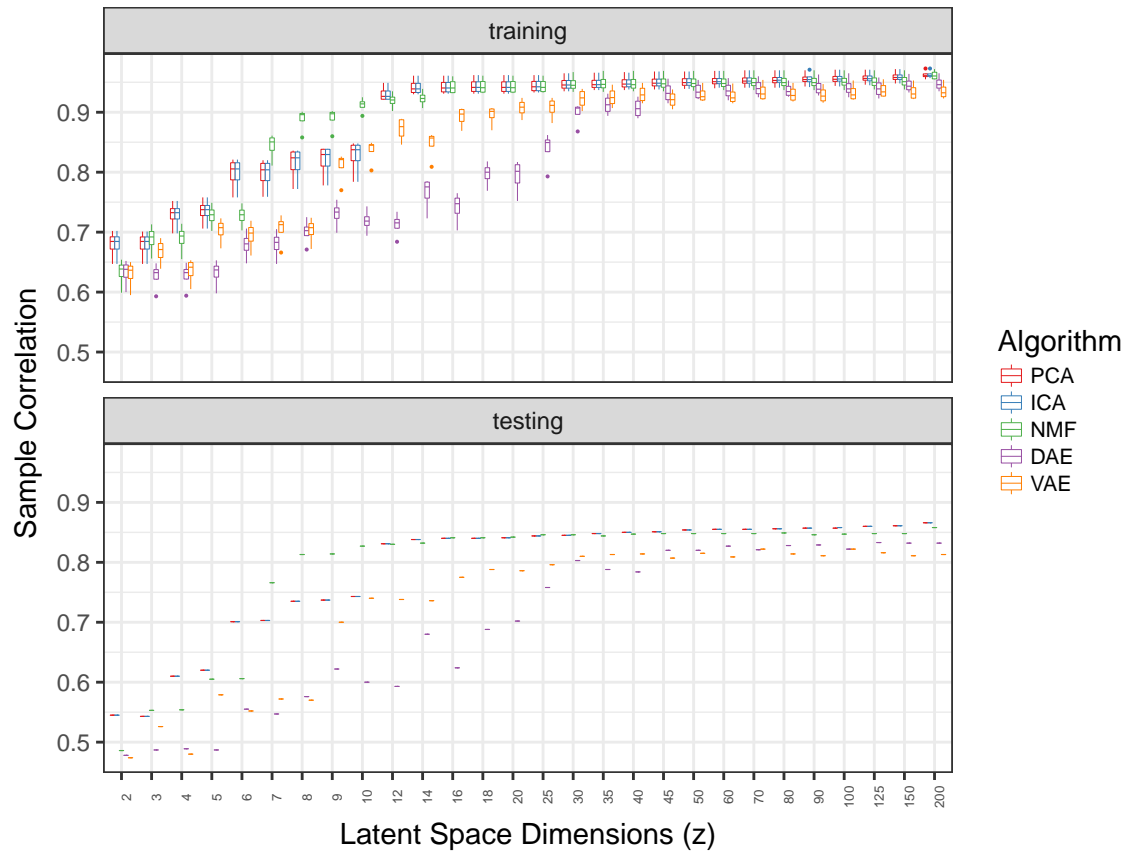 training
0.9
0.8
0.7
0.6
0.5
Sample Correlation
testing
0.9
0.8
0.7
0.6
0.5
2 3 4 5 6 7 8 9 10 12 14 16 18 20 25 30 35 40 45 50 60 70 80 90 100 125 150 200
Latent Space Dimensions (z)
Algorithm
PCA
ICA
NMF
DAE
VAE